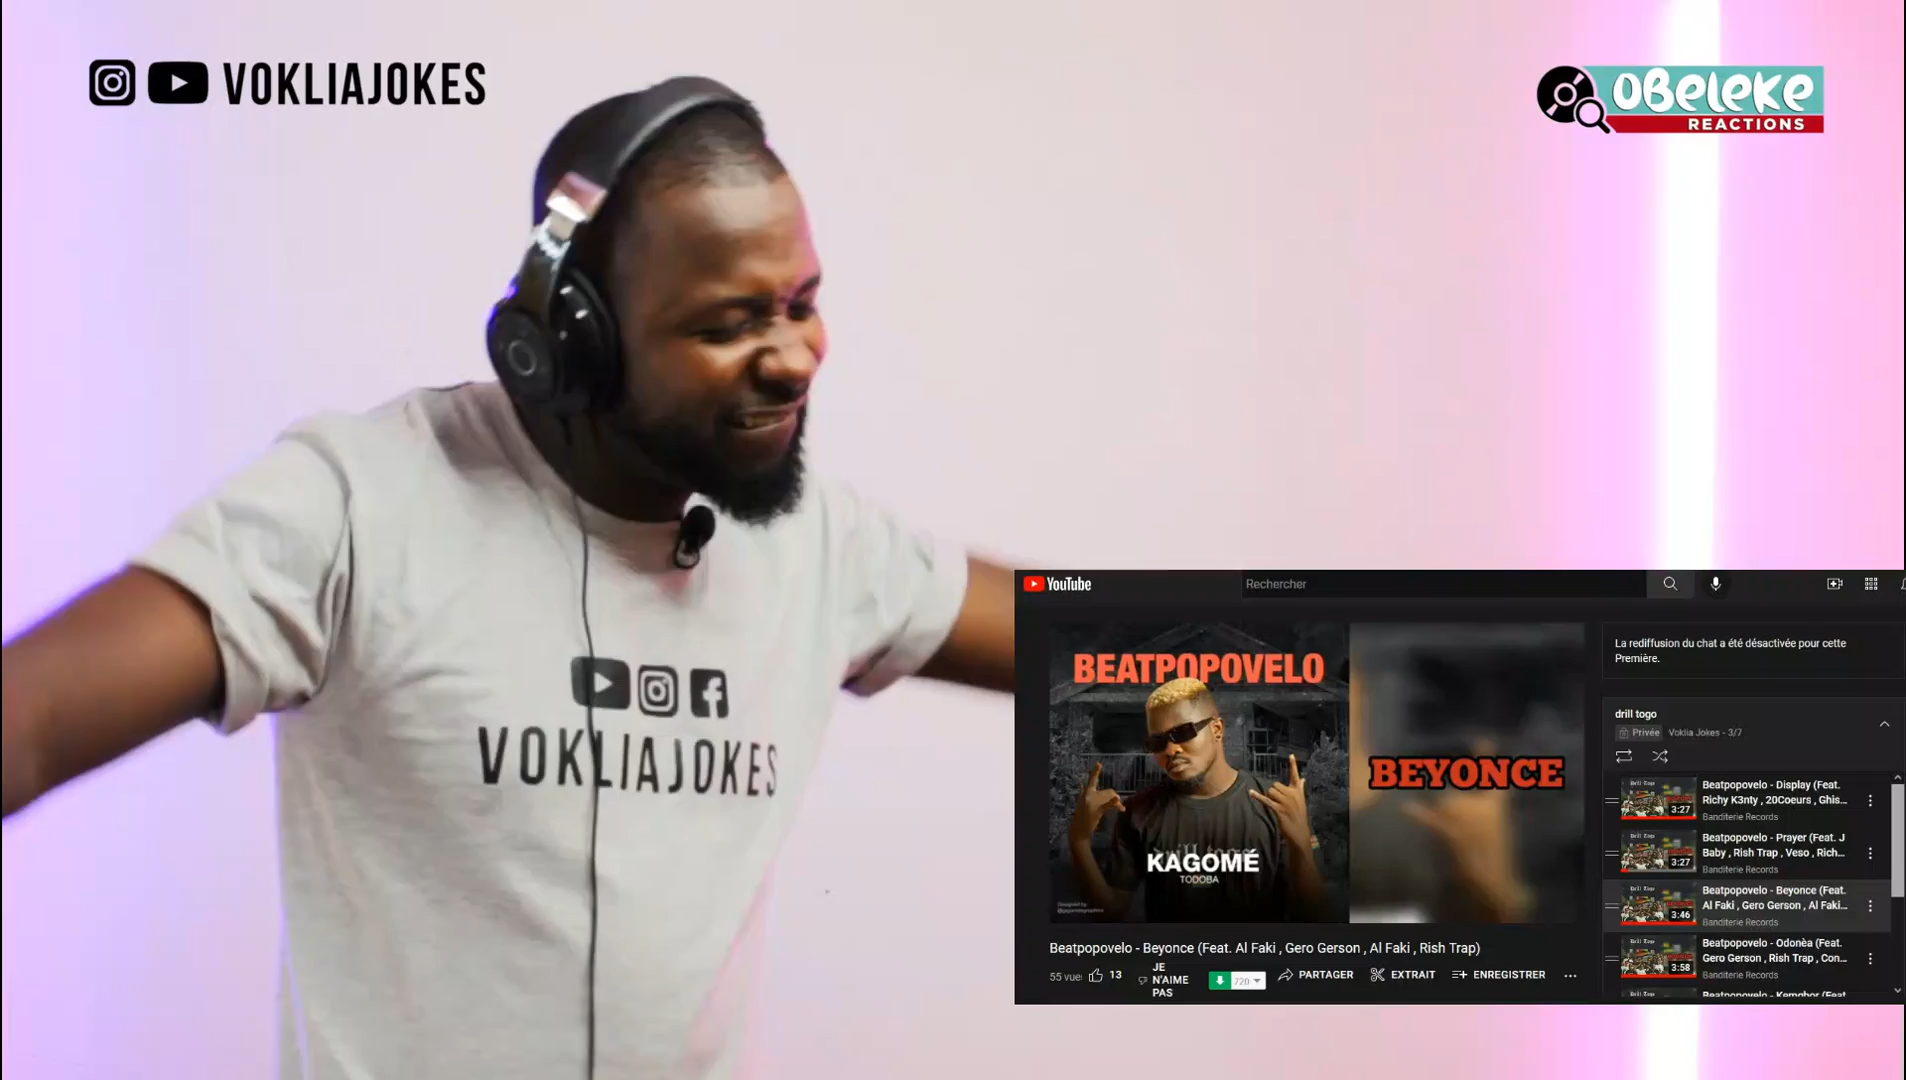 VOKLIAJOKES
OBELEKE
REACTIONS
VOKLIAJOKES
YouTube
Rechercher
BEATPOPOVELO
KAGOMÉ
TODOBA
BEYONCE
La rediffusion du chat a été désactivée pour cette
Première.
drill togo
Privée Voklia Jokes - 3/7
3:27
Beatpopovelo - Display (Feat.
Richy K3nty , 20Coeurs , Ghis...
Banditerie Records
3:27
Beatpopovelo - Prayer (Feat. J
Baby , Rish Trap , Veso , Rich...
Banditerie Records
3:46
Beatpopovelo - Beyonce (Feat.
Al Faki , Gero Gerson , Al Faki...
Banditerie Records
3:58
Beatpopovelo - Odonèa (Feat.
Gero Gerson , Rish Trap , Con...
Banditerie Records
Beatpopovelo - Beyonce (Feat. Al Faki , Gero Gerson , Al Faki , Rish Trap)
55 vues 13 JE N'AIME PAS 720 PARTAGER EXTRAIT ENREGISTRER